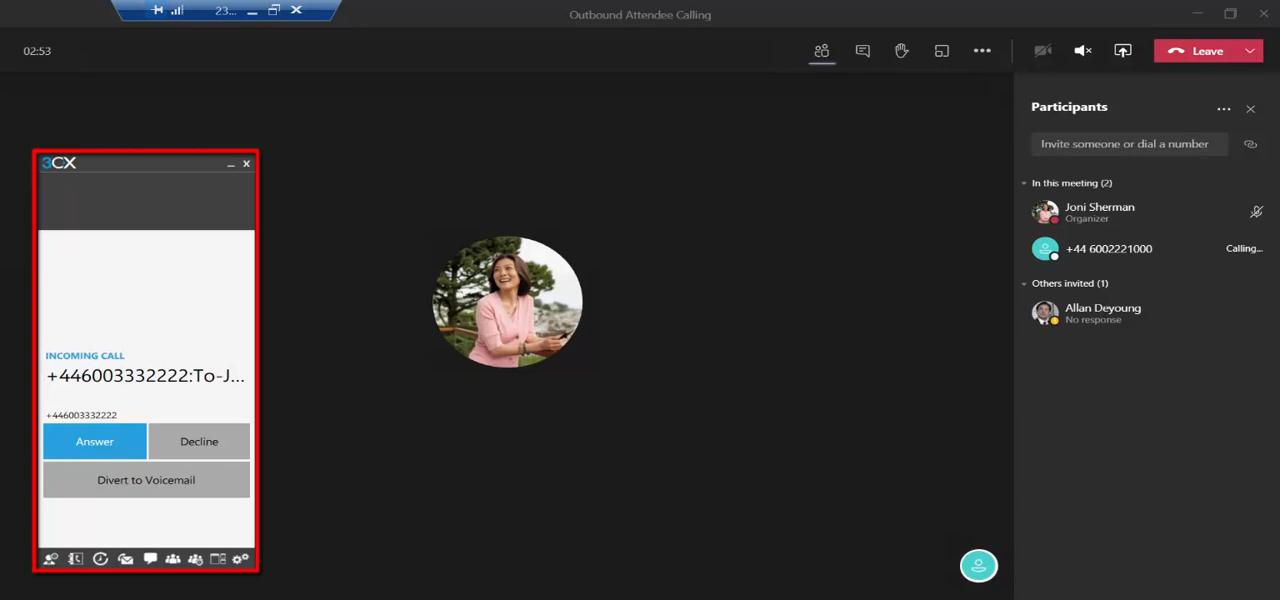 23...
Outbound Attendee Calling
02:53
Leave
Participants
Invite someone or dial a number
In this meeting (2)
Joni Sherman
Organizer
+44 6002221000
Calling...
Others invited (1)
Allan Deyoung
No response
3CX
INCOMING CALL
+446003332222:To-J...
+446003332222
Answer
Decline
Divert to Voicemail